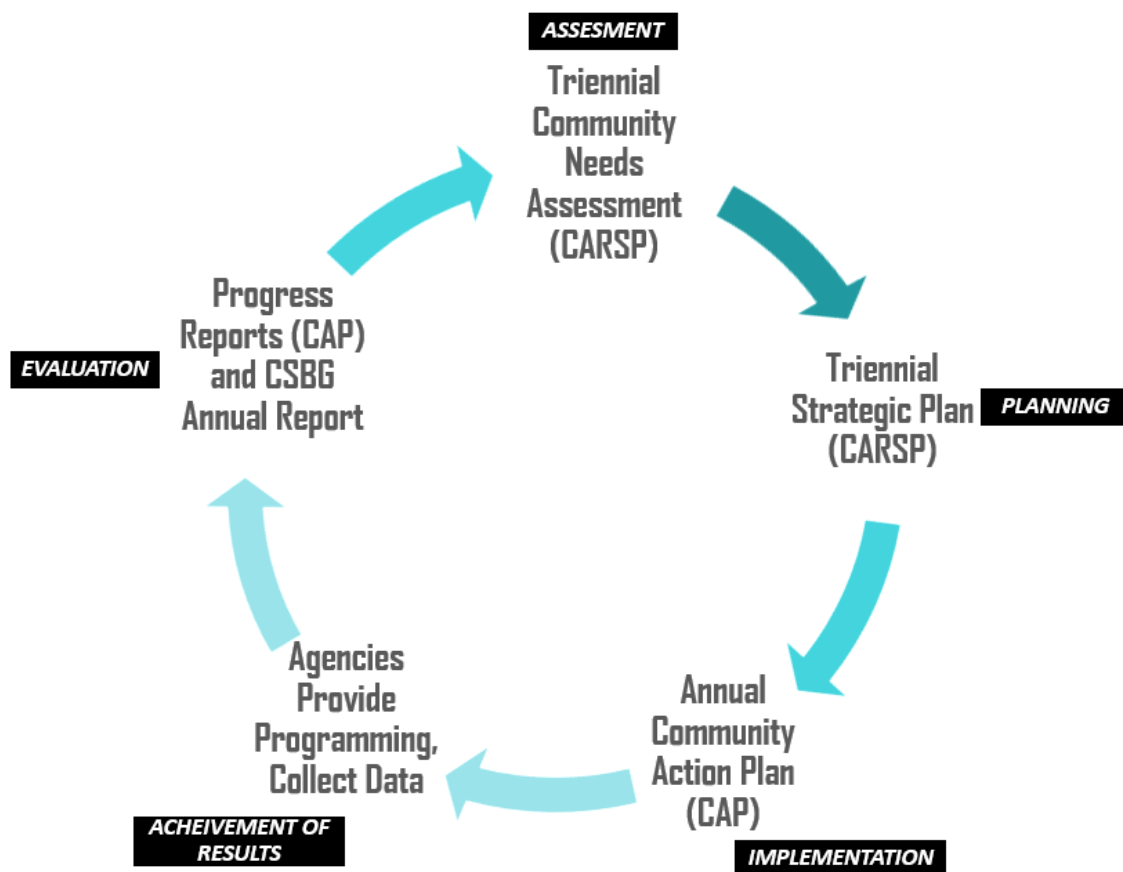 ASSESMENT
Triennial
Community
Needs
Assessment
(CARSP)
Triennial
Strategic Plan
(CARSP)
PLANNING
Annual
Community
Action Plan
(CAP)
IMPLEMENTATION
Agencies
Provide
Programming,
Collect Data
ACHEIVEMENT OF
RESULTS
Progress
Reports (CAP)
and CSBG
Annual Report
EVALUATION